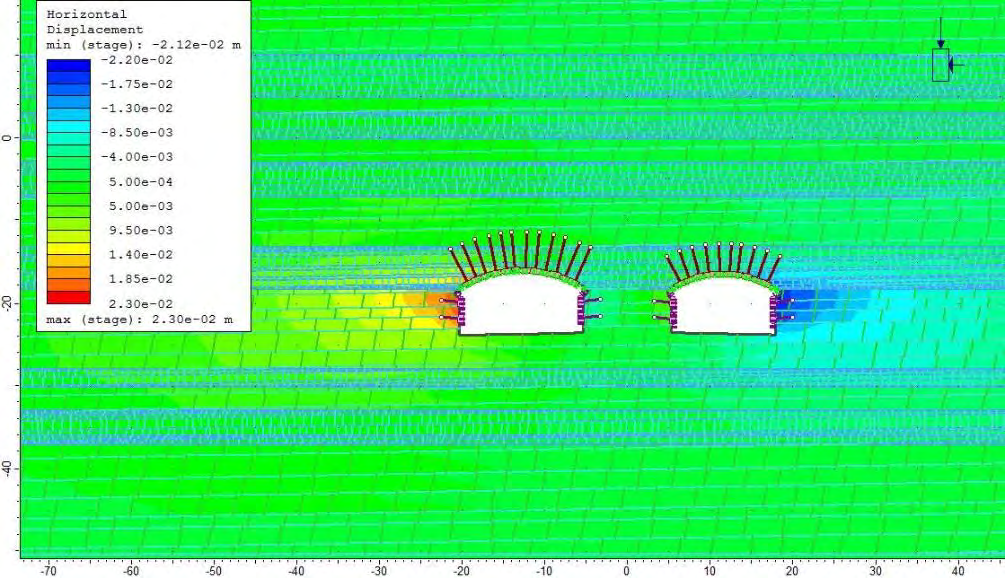 Horizontal
Displacement
min (stage): -2.12e-02 m
-2.20e-02
-1.75e-02
-1.30e-02
-8.50e-03
-4.00e-03
5.00e-04
5.00e-03
9.50e-03
1.40e-02
1.85e-02
2.30e-02
max (stage): 2.30e-02 m
0
-20
-40
-70 -60 -50 -40 -30 -20 -10 0 10 20 30 40